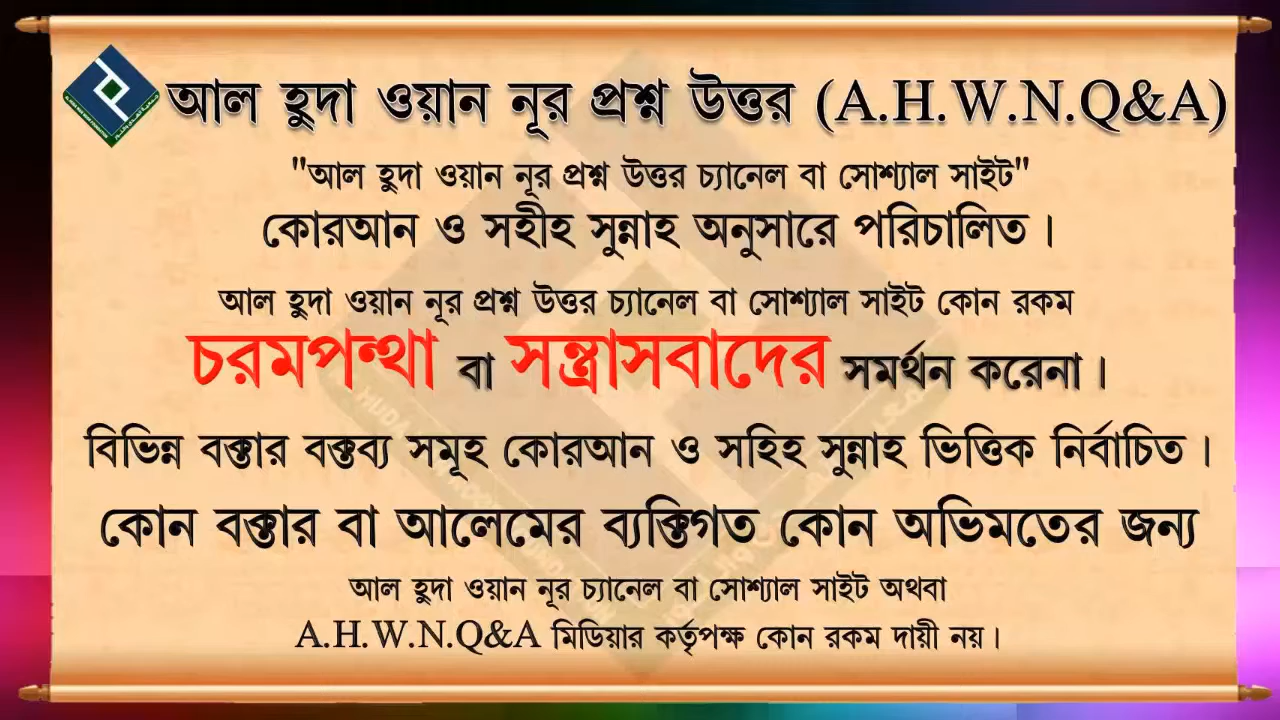 আল হুদা ওয়ান নূর প্রশ্ন উত্তর (A.H.W.N.Q&A)
"আল হুদা ওয়ান নূর প্রশ্ন উত্তর চ্যানেল বা সোশ্যাল সাইট"
কোরআন ও সহীহ সুন্নাহ অনুসারে পরিচালিত।
আল হুদা ওয়ান নূর প্রশ্ন উত্তর চ্যানেল বা সোশ্যাল সাইট কোন রকম
চরমপন্থা বা সন্ত্রাসবাদের সমর্থন করেনা।
বিভিন্ন বক্তার বক্তব্য সমূহ কোরআন ও সহিহ সুন্নাহ ভিত্তিক নির্বাচিত।
কোন বক্তার বা আলেমের ব্যক্তিগত কোন অভিমতের জন্য
আল হুদা ওয়ান নূর চ্যানেল বা সোশ্যাল সাইট অথবা
A.H.W.N.Q&A মিডিয়ার কর্তৃপক্ষ কোন রকম দায়ী নয়।